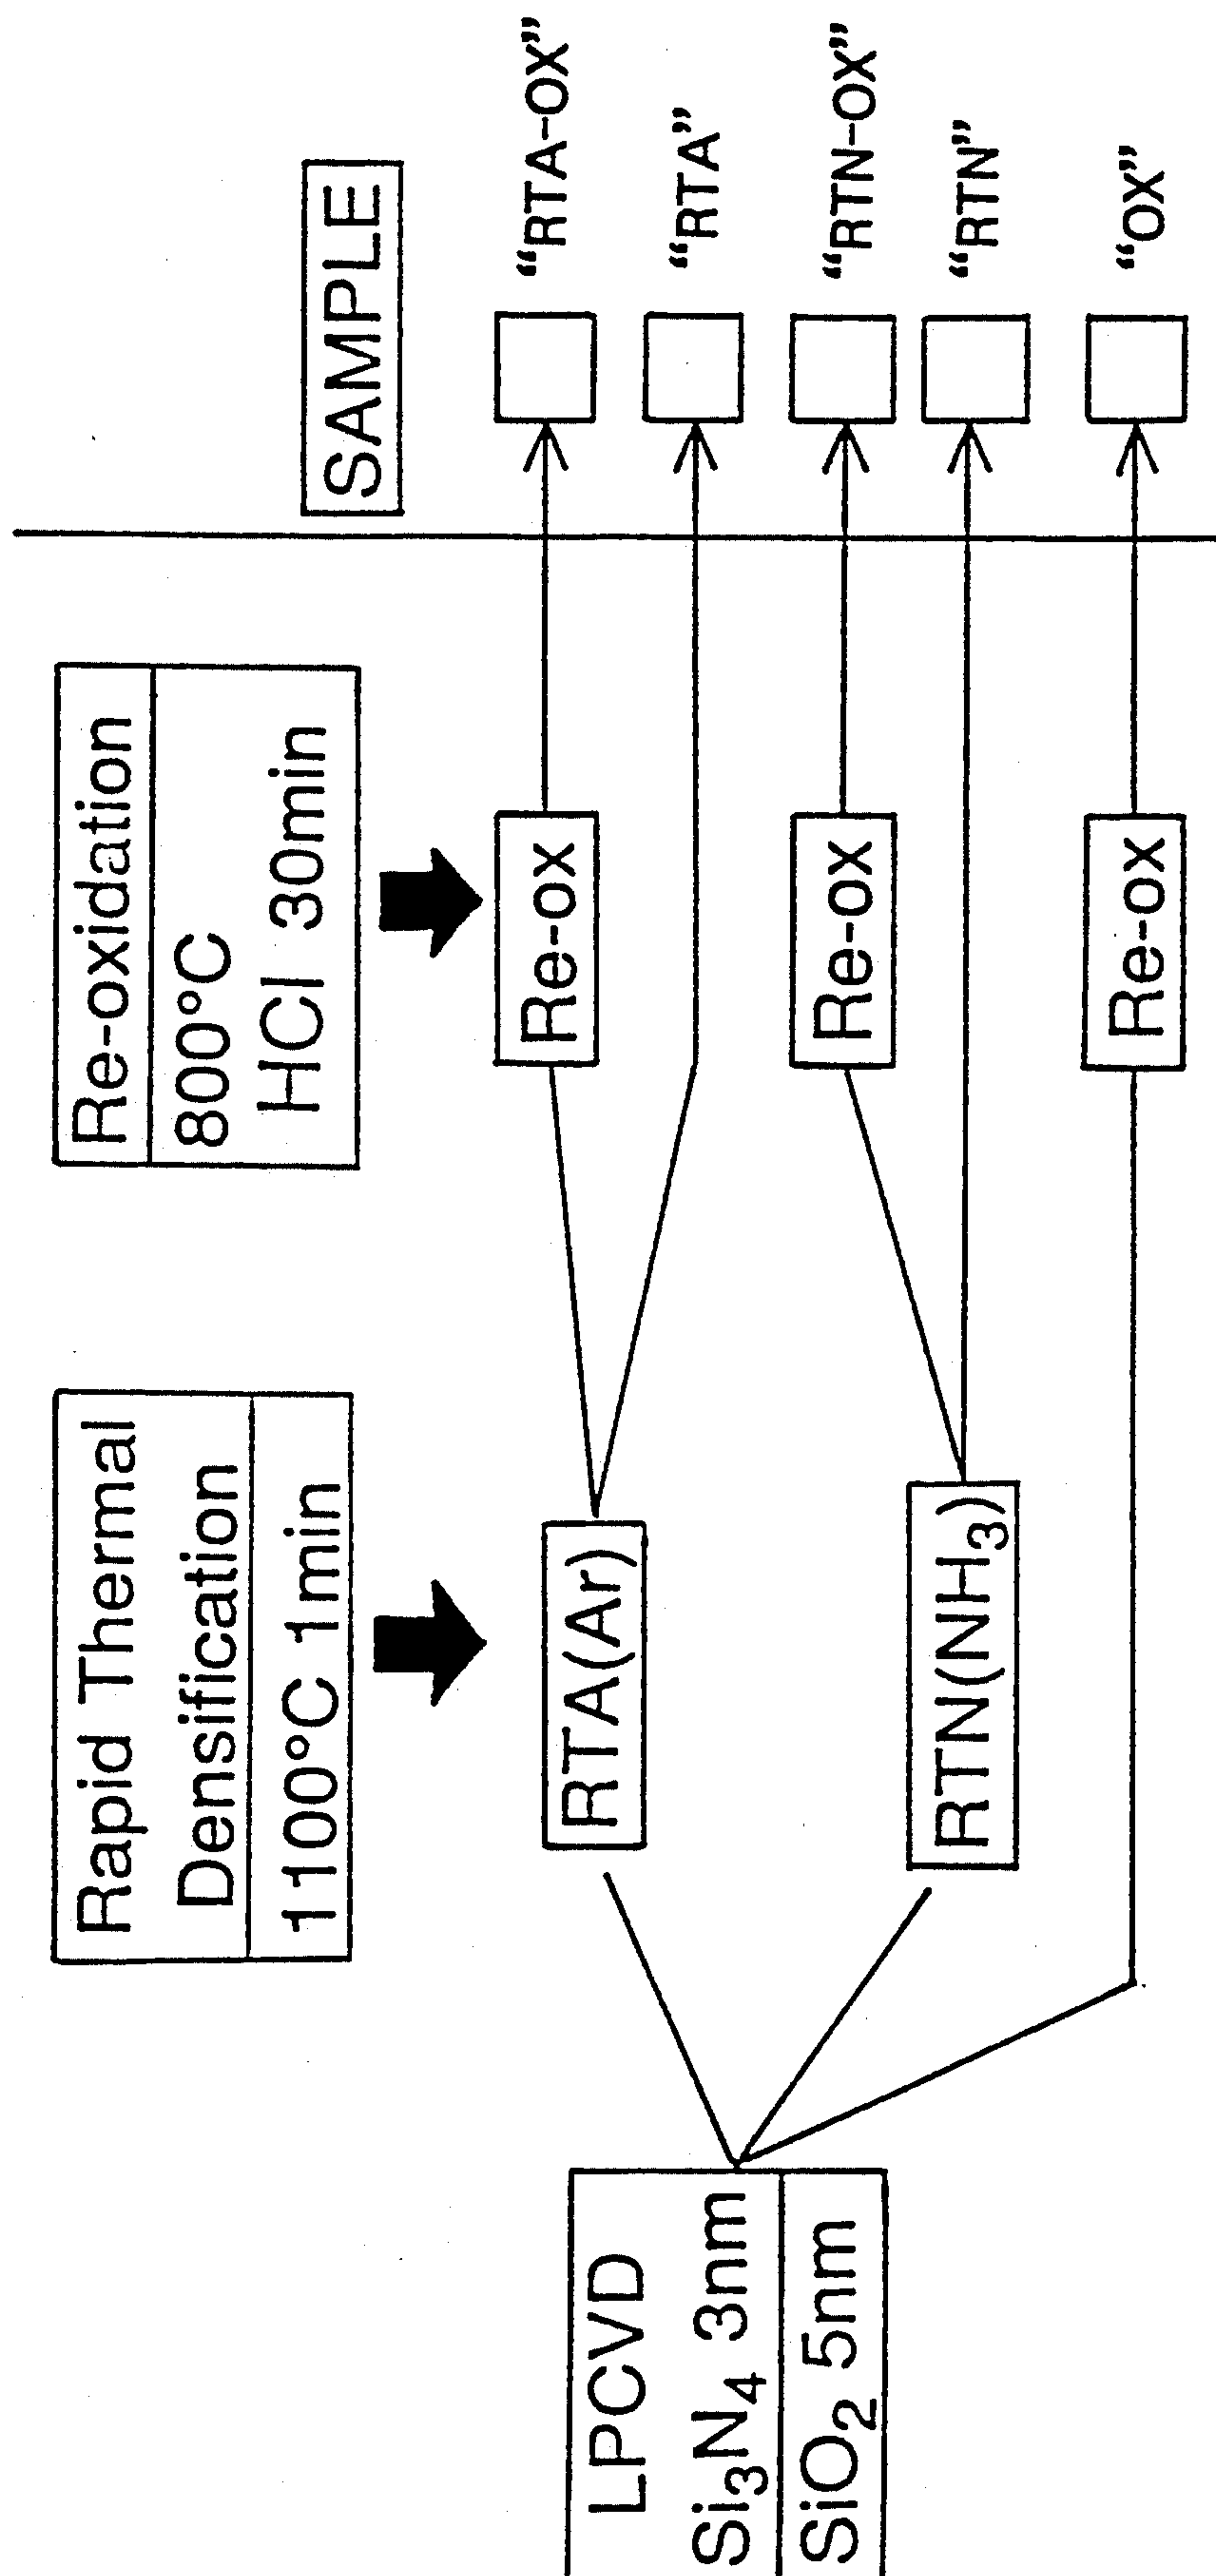 LPCVD
Si₃N₄ 3nm
SiO₂ 5nm
Rapid Thermal
Densification
1100°C 1min
RTA(Ar)
RTN(NH₃)
Re-oxidation
800°C
HCl 30min
Re-ox
Re-ox
Re-ox
SAMPLE
“RTA-OX”
“RTA”
“RTN-OX”
“RTN”
“OX”